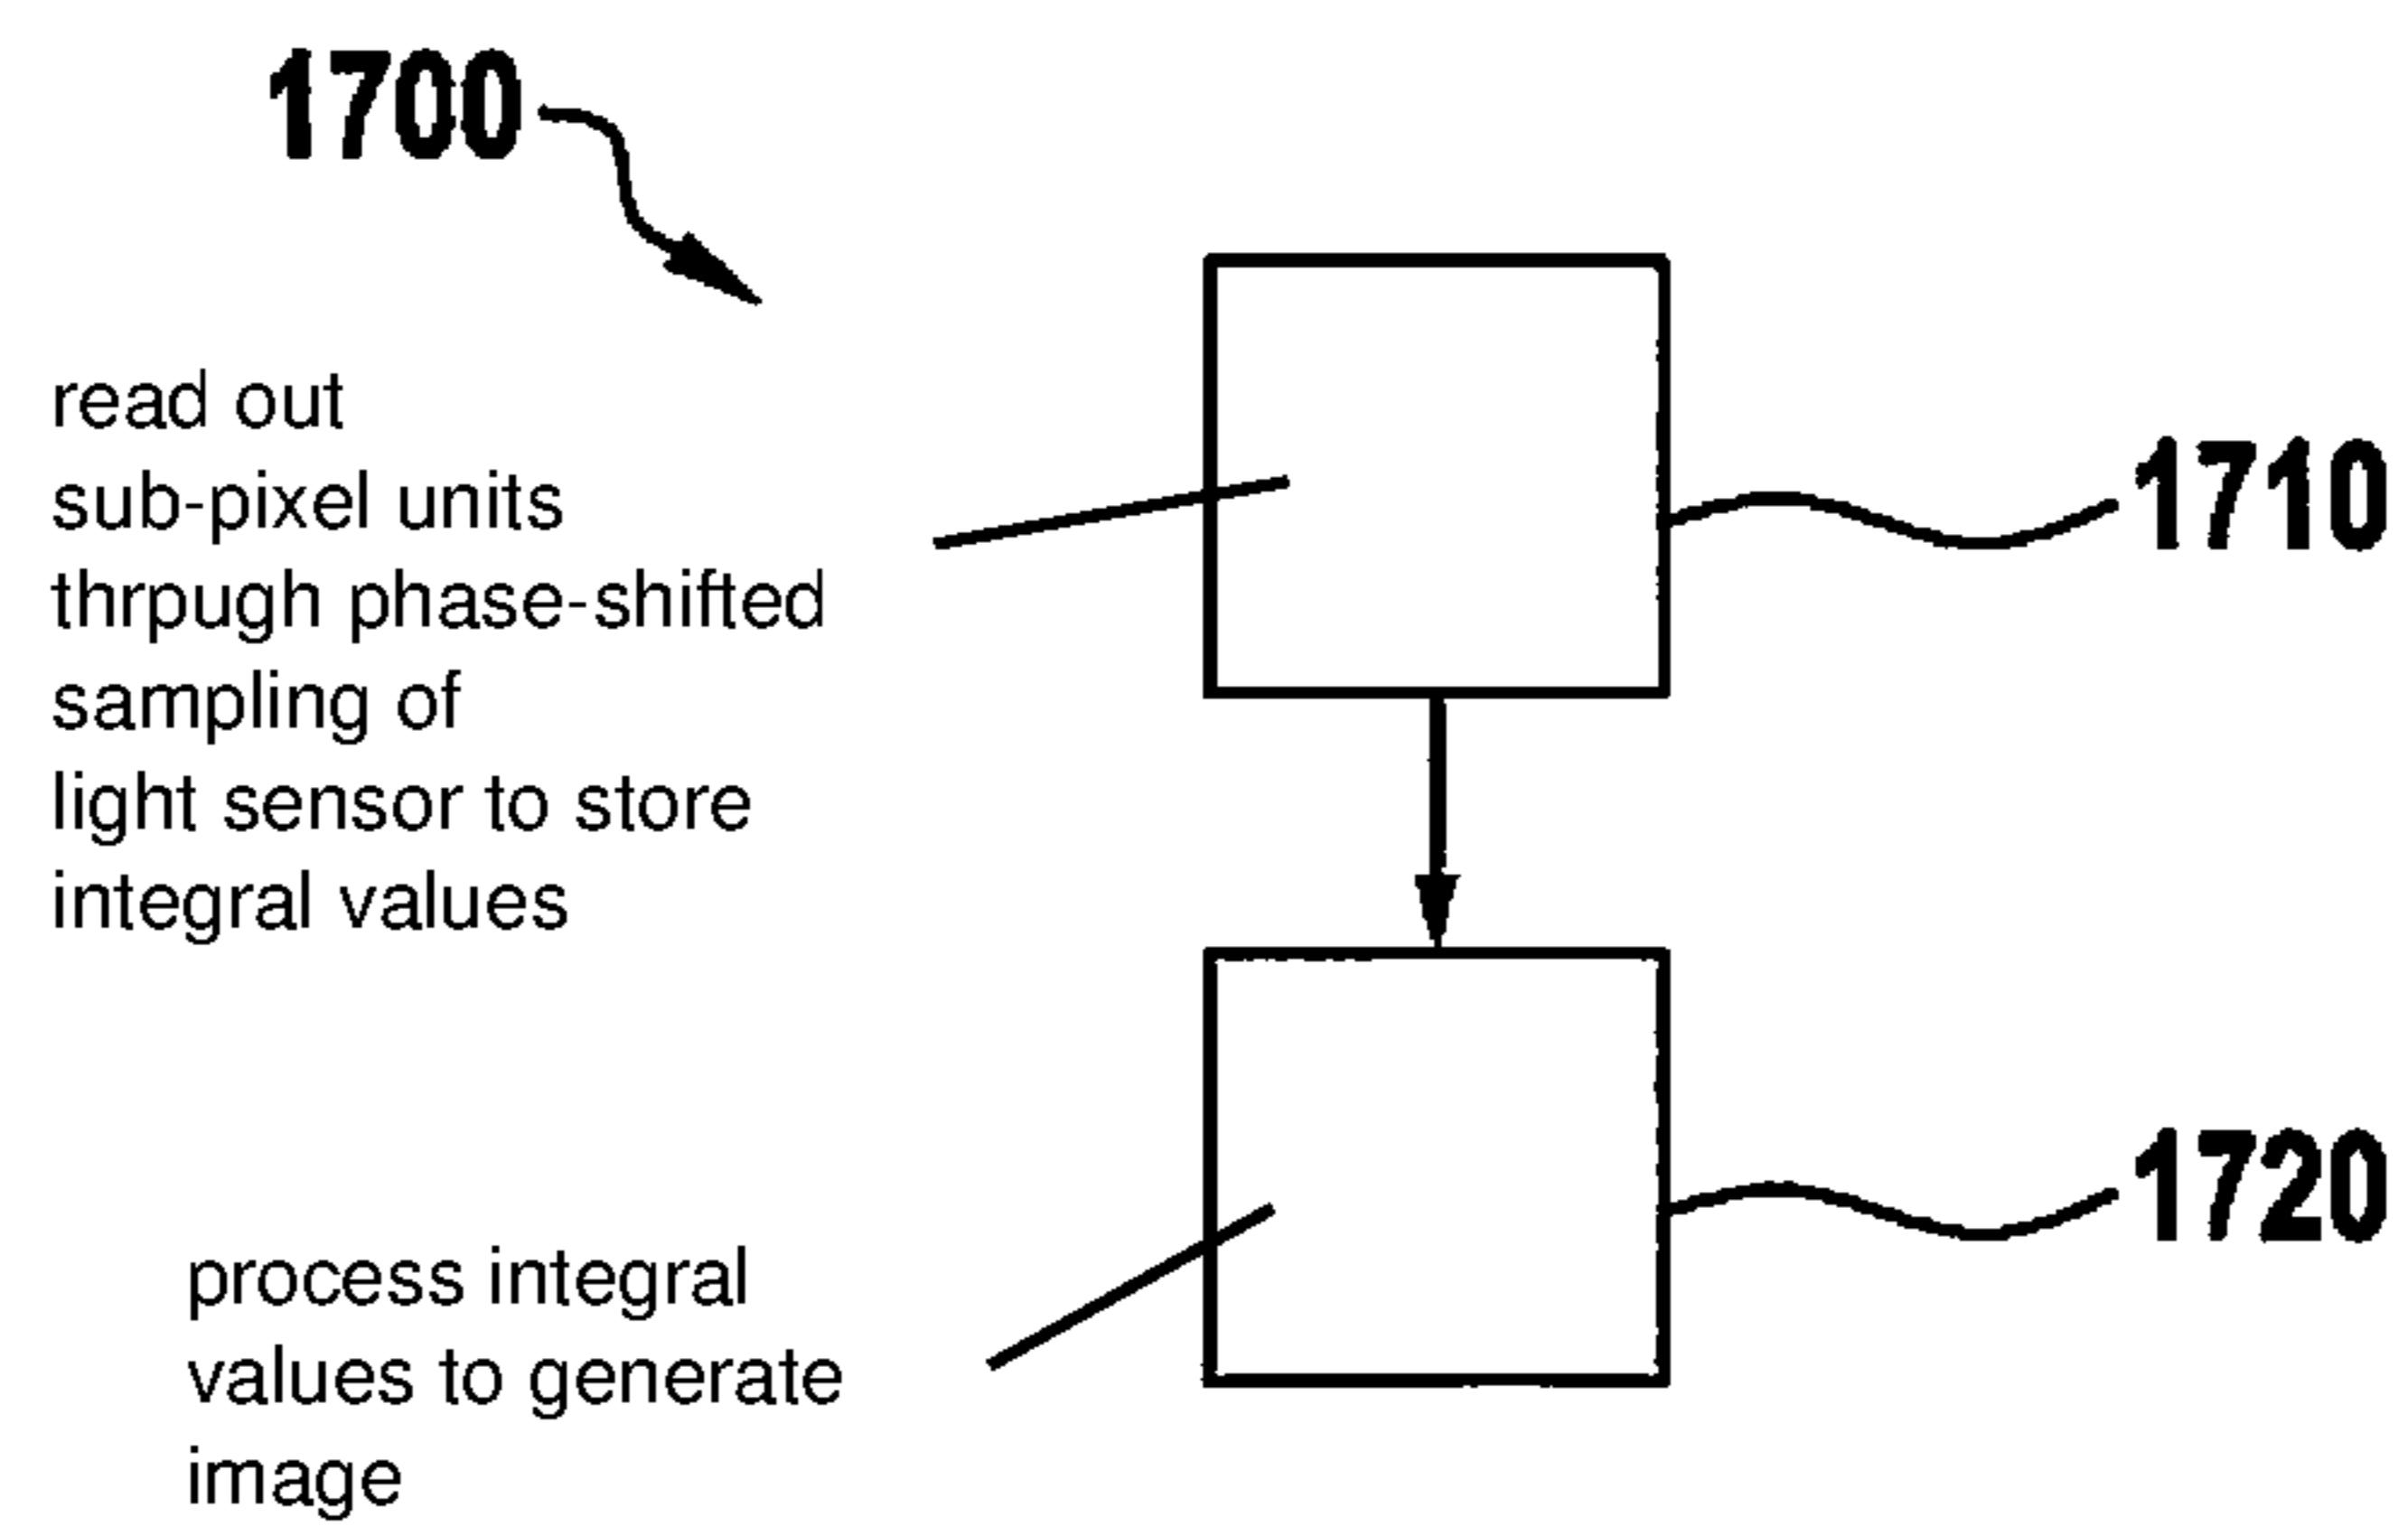 1700
read out
sub-pixel units
thrpugh phase-shifted
sampling of
light sensor to store
integral values
1710
process integral
values to generate
image
1720